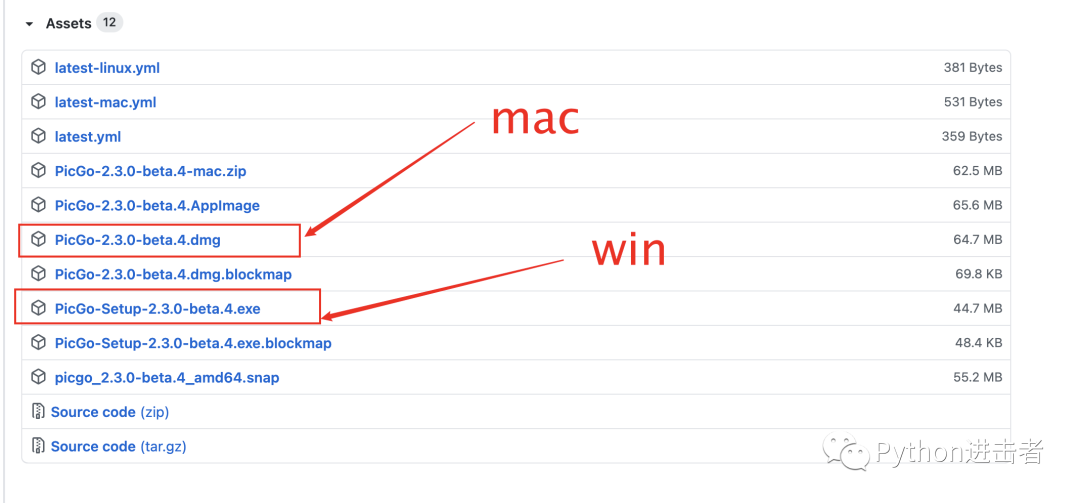 Assets 12
latest-linux.yml 381 Bytes
latest-mac.yml 531 Bytes
mac
latest.yml 359 Bytes
PicGo-2.3.0-beta.4-mac.zip 62.5 MB
PicGo-2.3.0-beta.4.AppImage 65.6 MB
PicGo-2.3.0-beta.4.dmg 64.7 MB
win
PicGo-2.3.0-beta.4.dmg.blockmap 69.8 KB
PicGo-Setup-2.3.0-beta.4.exe 44.7 MB
PicGo-Setup-2.3.0-beta.4.exe.blockmap 48.4 KB
picgo_2.3.0-beta.4_amd64.snap 55.2 MB
Source code (zip)
Source code (tar.gz)
Python进击者